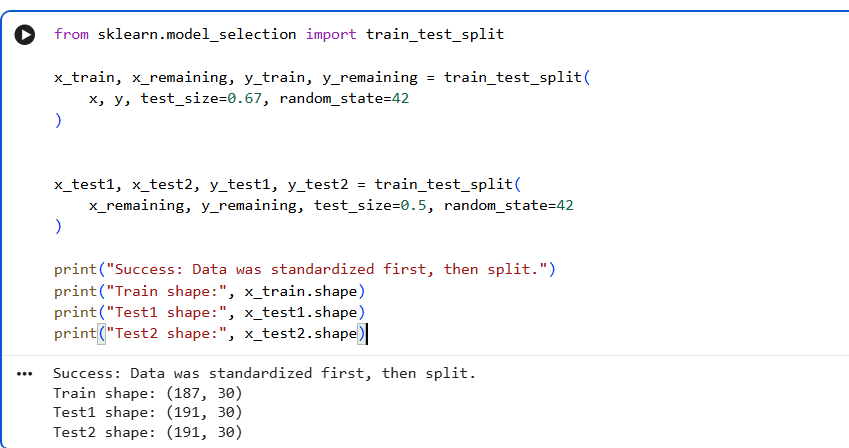 from sklearn.model_selection import train_test_split
x_train, x_remaining, y_train, y_remaining = train_test_split(
    x, y, test_size=0.67, random_state=42
)
x_test1, x_test2, y_test1, y_test2 = train_test_split(
    x_remaining, y_remaining, test_size=0.5, random_state=42
)
print("Success: Data was standardized first, then split.")
print("Train shape:", x_train.shape)
print("Test1 shape:", x_test1.shape)
print("Test2 shape:", x_test2.shape)
Success: Data was standardized first, then split.
Train shape: (187, 30)
Test1 shape: (191, 30)
Test2 shape: (191, 30)